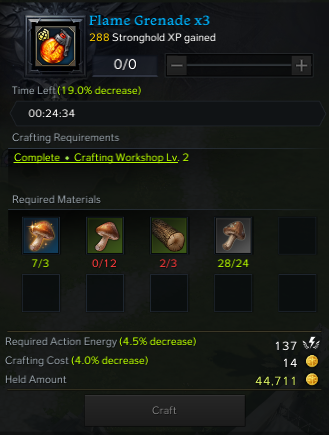 Flame Grenade x3
288 Stronghold XP gained
0/0
Time Left (19.0% decrease)
00:24:34
Crafting Requirements
Complete • Crafting Workshop Lv. 2
Required Materials
7/3 0/12 2/3 28/24
Required Action Energy (4.5% decrease) 137
Crafting Cost (4.0% decrease) 14
Held Amount 44,711
Craft